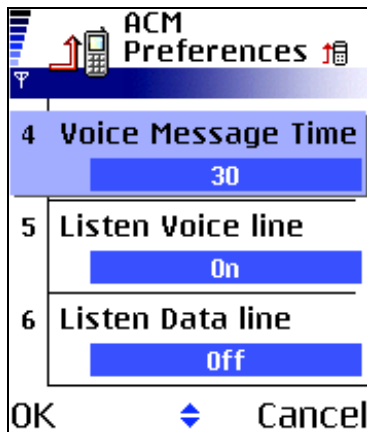 ACM
Preferences
4 Voice Message Time
30
5 Listen Voice line
On
6 Listen Data line
Off
OK Cancel